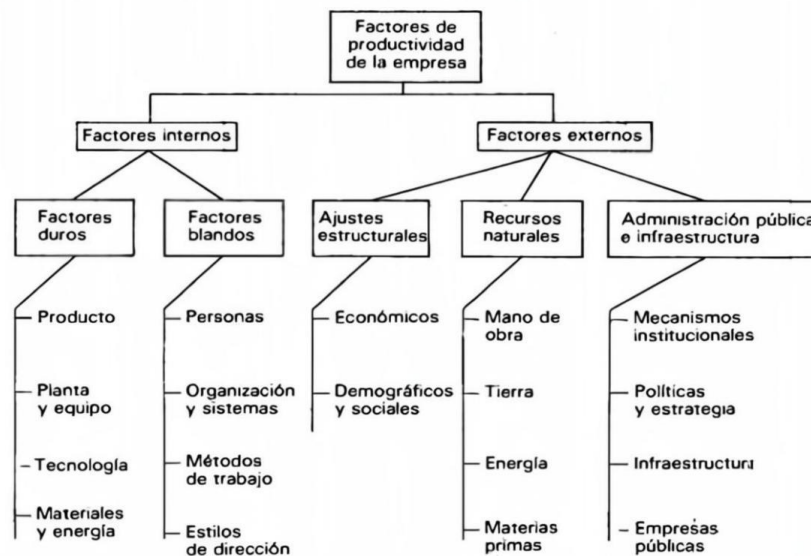 Factores de
productividad
de la empresa
Factores internos
Factores externos
Factores
duros
Factores
blandos
Ajustes
estructurales
Recursos
naturales
Administración pública
e infraestructura
Producto
Planta
y equipo
Tecnología
Materiales
y energía
Personas
Organización
y sistemas
Métodos
de trabajo
Estilos
de dirección
Económicos
Demográficos
y sociales
Mano de
obra
Tierra
Energía
Materias
primas
Mecanismos
institucionales
Políticas
y estrategia
Infraestructura
Empresas
públicas